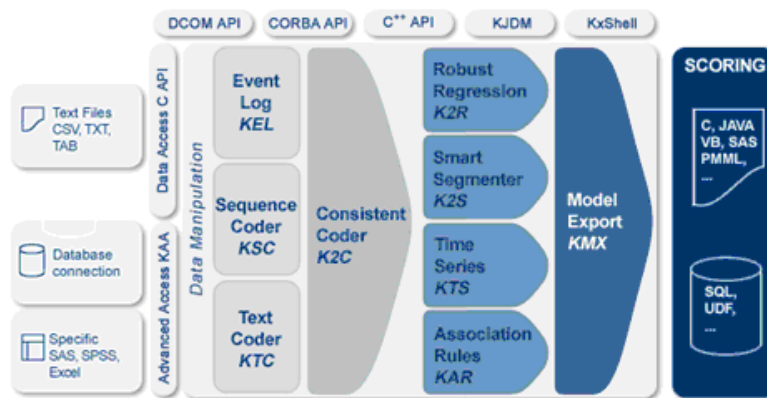 DCOM API
CORBA API
C++ API
KJDM
KxShell
Text Files
CSV, TXT,
TAB
Database
connection
Specific
SAS, SPSS,
Excel
Data Access C API
Advanced Access KAA
Data Manipulation
Event
Log
KEL
Sequence
Coder
KSC
Text
Coder
KTC
Consistent
Coder
K2C
Robust
Regression
K2R
Smart
Segmenter
K2S
Time
Series
KTS
Association
Rules
KAR
Model
Export
KMX
SCORING
C, JAVA
VB, SAS
PMML,
...
SQL,
UDF,
...